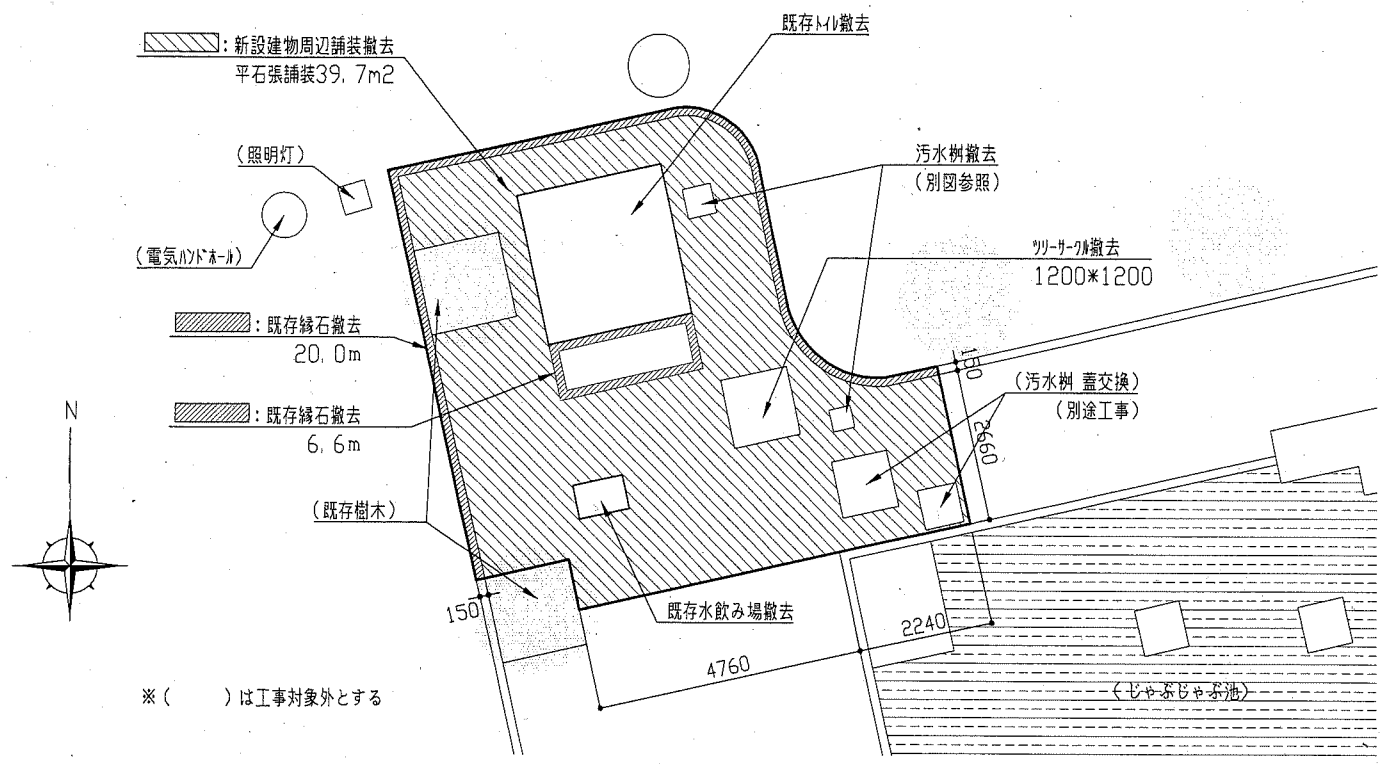 既存トイレ撤去
：新設建物周辺舗装撤去
平石張舗装39.7m2
（照明灯）
汚水桝撤去
（別図参照）
（電気ハンドホール）
ツリーサークル撤去
1200*1200
：既存縁石撤去
20.0m
150
（汚水桝 蓋交換）
（別途工事）
：既存縁石撤去
6.6m
2660
N
（既存樹木）
150
既存水飲み場撤去
2240
4760
（じゃぶじゃぶ池）
※（　　）は工事対象外とする